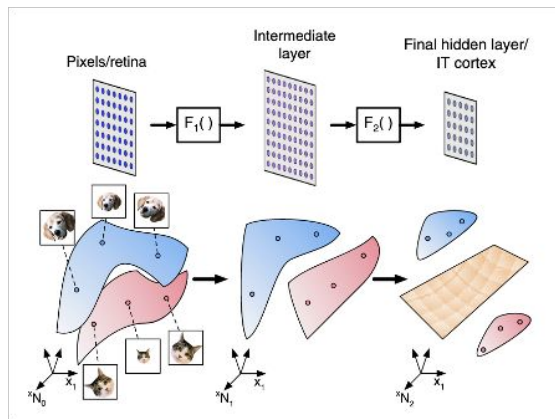 Pixels/retina
Intermediate
layer
Final hidden layer/
IT cortex
F₁( )
F₂( )
x₁
xN₀
x₁
xN₁
x₁
xN₂